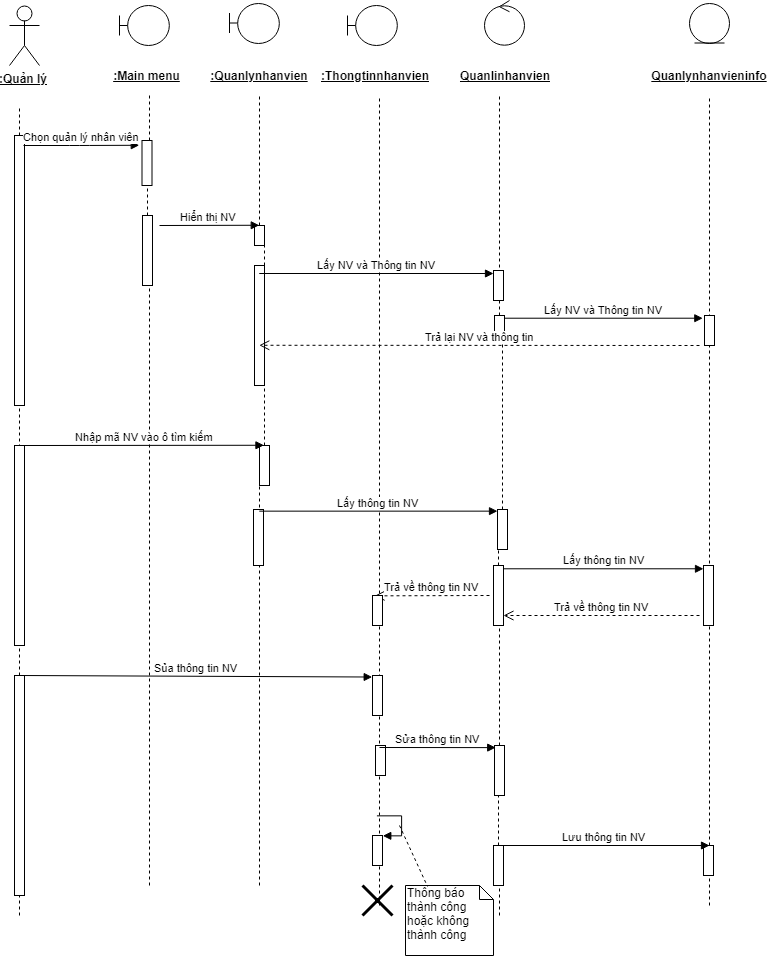 :Quản lý
:Main menu
:Quanlynhanvien
:Thongtinnhanvien
Quanlinhanvien
Quanlynhanvieninfo
Chọn quản lý nhân viên
Hiển thị NV
Lấy NV và Thông tin NV
Lấy NV và Thông tin NV
Trả lại NV và thông tin
Nhập mã NV vào ô tìm kiếm
Lấy thông tin NV
Lấy thông tin NV
Trả về thông tin NV
Trả về thông tin NV
Sủa thông tin NV
Sửa thông tin NV
Lưu thông tin NV
Thông báo
thành công
hoặc không
thành công